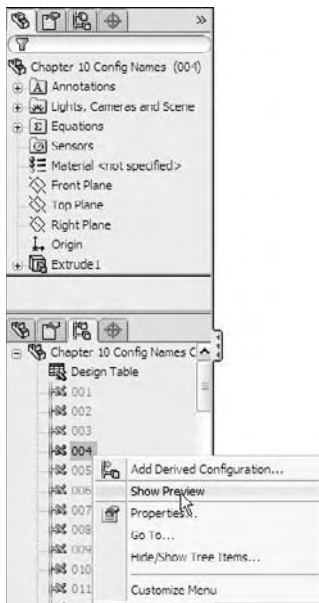 »
Chapter 10 Config Names (004)
Annotations
Lights, Cameras and Scene
Equations
Sensors
Material <not specified>
Front Plane
Top Plane
Right Plane
Origin
Extrude1
Chapter 10 Config Names C
Design Table
001
002
003
004
005
Add Derived Configuration...
006
Show Preview
007
Properties...
008
Go To...
009
Hide/Show Tree Items...
010
011
Customize Menu